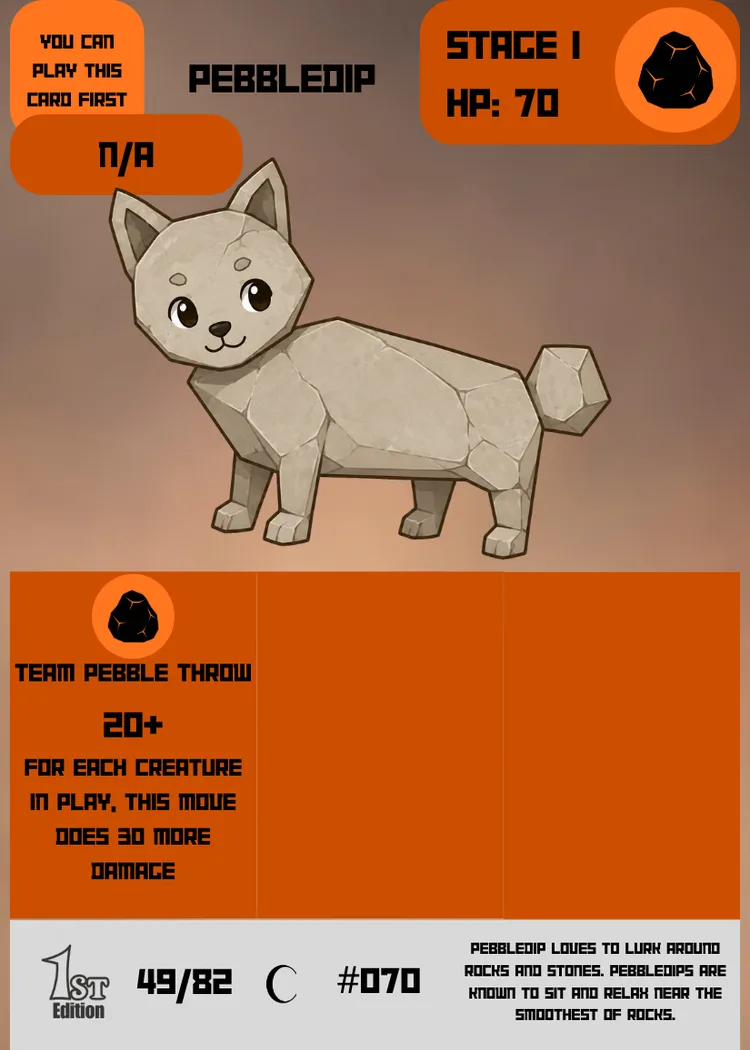 YOU CAN
PLAY THIS
CARD FIRST
N/A
PEBBLEDIP
STAGE I
HP: 70
TEAM PEBBLE THROW
20+
FOR EACH CREATURE
IN PLAY, THIS MOVE
DOES 30 MORE
DAMAGE
1ST
Edition
49/82
#070
PEBBLEDIP LOVES TO LURK AROUND
ROCKS AND STONES. PEBBLEDIPS ARE
KNOWN TO SIT AND RELAX NEAR THE
SMOOTHEST OF ROCKS.